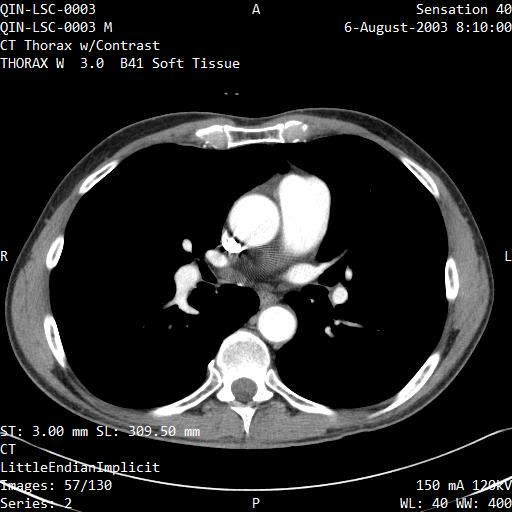 QIN-LSC-0003
A
Sensation 40
QIN-LSC-0003 M
6-August-2003 8:10:00
CT Thorax w/Contrast
THORAX W 3.0 B41 Soft Tissue
R
L
ST: 3.00 mm SL: 309.50 mm
CT
LittleEndianImplicit
Images: 57/130
150 mA 120kV
Series: 2
P
WL: 40 WW: 400